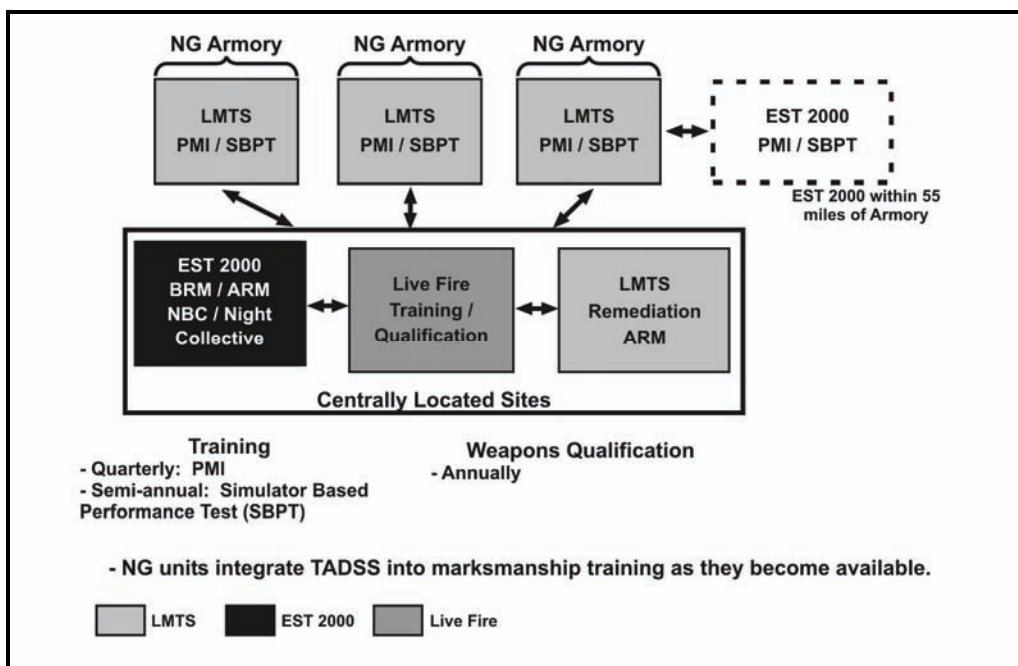 NG Armory
NG Armory
NG Armory
LMTS
PMI / SBPT
LMTS
PMI / SBPT
LMTS
PMI / SBPT
EST 2000
PMI / SBPT
EST 2000 within 55
miles of Armory
EST 2000
BRM / ARM
NBC / Night
Collective
Live Fire
Training /
Qualification
LMTS
Remediation
ARM
Centrally Located Sites
Training
- Quarterly: PMI
- Semi-annual: Simulator Based
Performance Test (SBPT)
Weapons Qualification
- Annually
- NG units integrate TADSS into marksmanship training as they become available.
LMTS
EST 2000
Live Fire